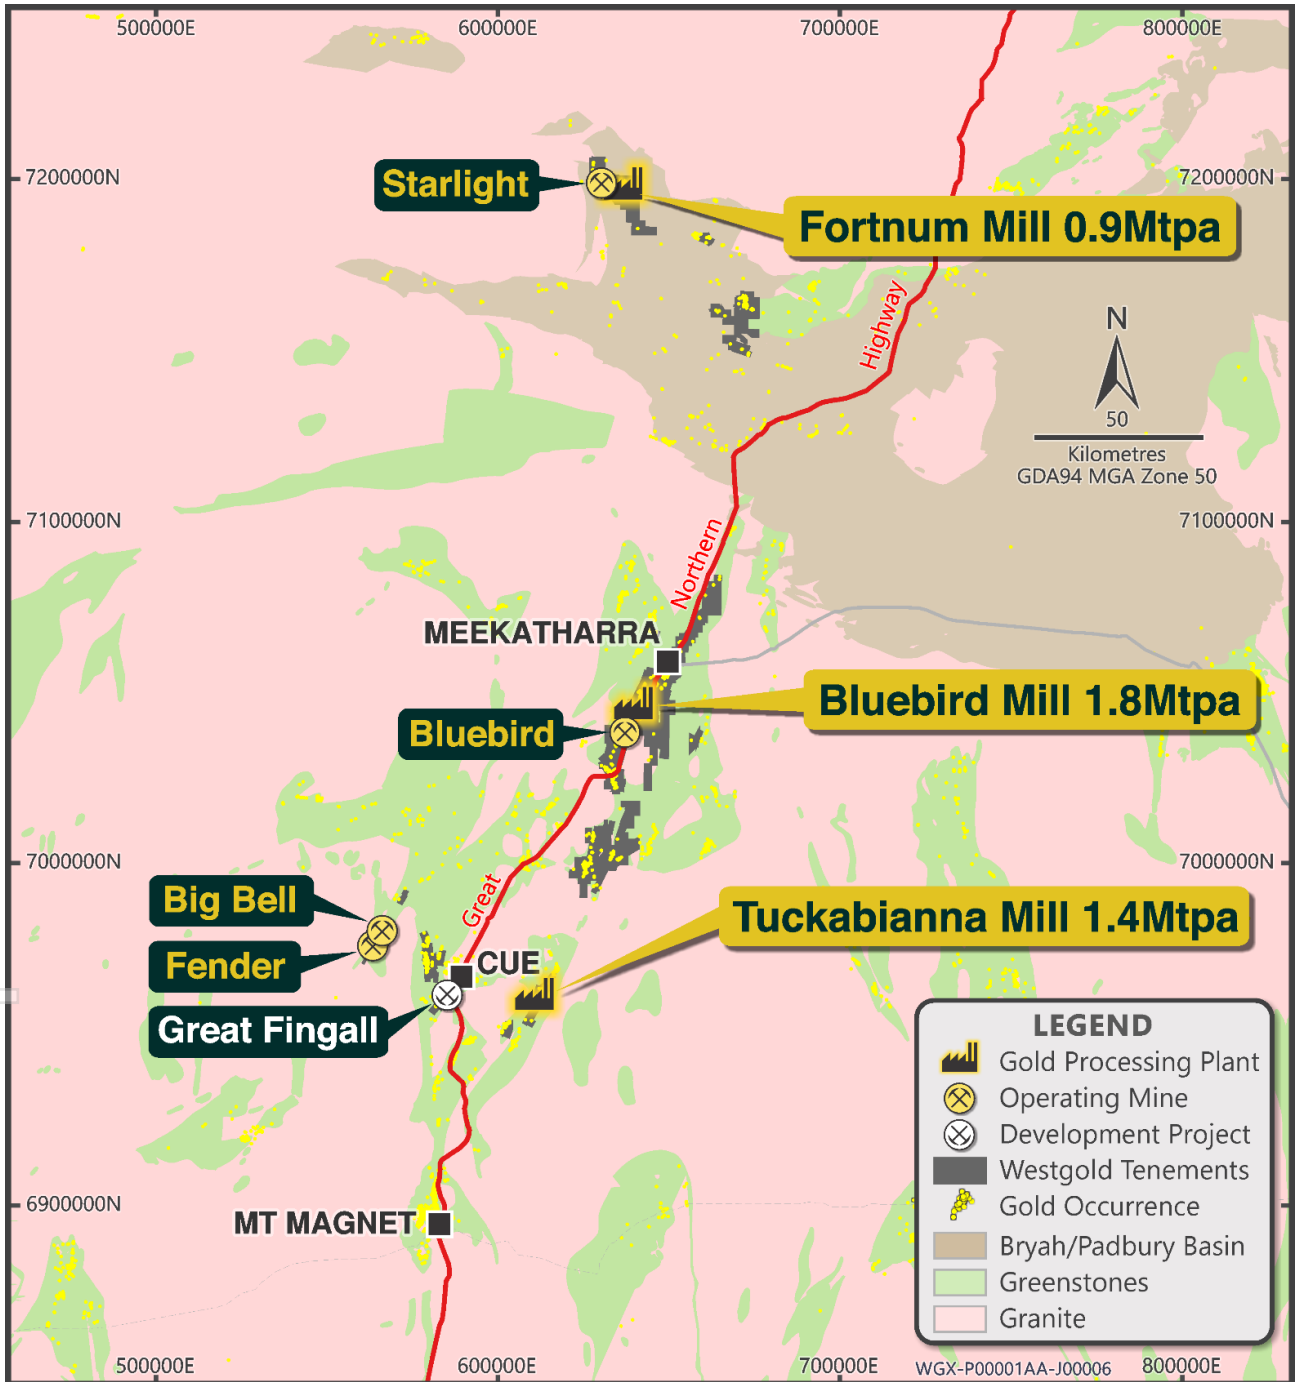 500000E
600000E
700000E
800000E
7200000N
7200000N
Starlight
Fortnum Mill 0.9Mtpa
Highway
N
50
Kilometres
GDA94 MGA Zone 50
7100000N
7100000N
Northern
MEEKATHARRA
Bluebird Mill 1.8Mtpa
Bluebird
7000000N
7000000N
Great
Big Bell
Tuckabianna Mill 1.4Mtpa
Fender
CUE
Great Fingall
LEGEND
Gold Processing Plant
Operating Mine
Development Project
Westgold Tenements
Gold Occurrence
Bryah/Padbury Basin
Greenstones
Granite
6900000N
MT MAGNET
500000E
600000E
700000E
WGX-P00001AA-J00006
800000E